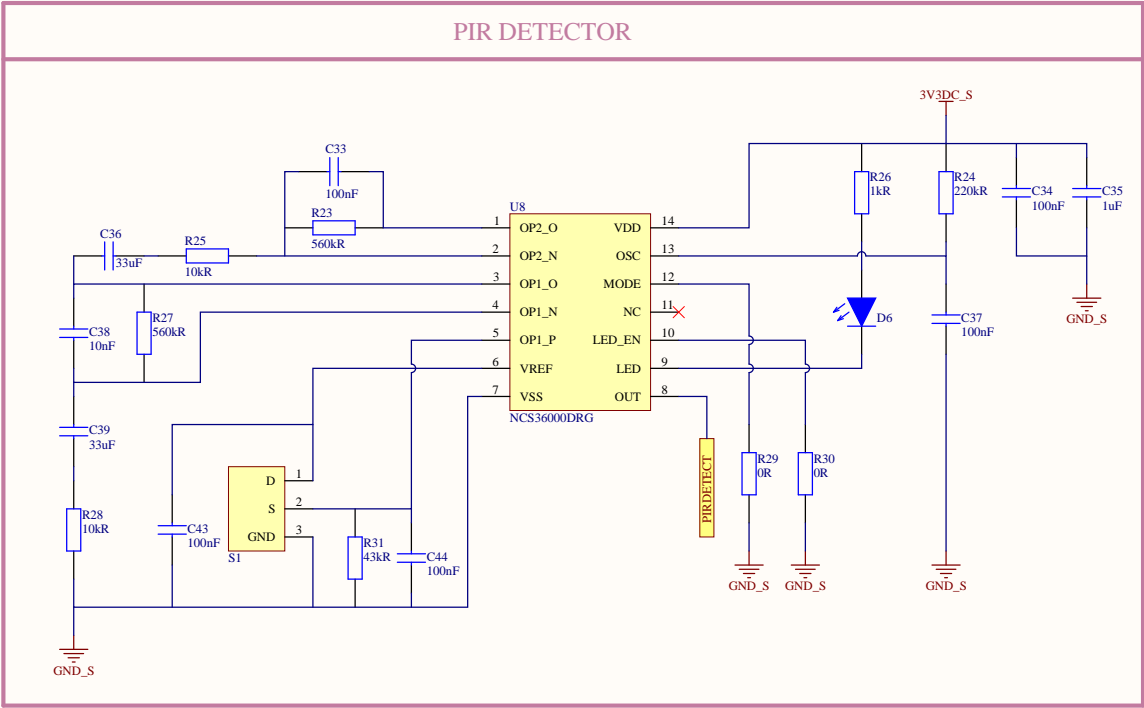 PIR DETECTOR
3V3DC_S
C33
100nF
R23
560kR
C36
33uF
R25
10kR
R27
560kR
C38
10nF
C39
33uF
R28
10kR
GND_S
C43
100nF
D
S
GND
1
2
3
S1
R31
43kR
C44
100nF
U8
1 OP2_O VDD 14
2 OP2_N OSC 13
3 OP1_O MODE 12
4 OP1_N NC 11
5 OP1_P LED_EN 10
6 VREF LED 9
7 VSS OUT 8
NCS36000DRG
PIRDETECT
R26
1kR
R24
220kR
C34
100nF
C35
1uF
GND_S
D6
C37
100nF
R29
0R
R30
0R
GND_S
GND_S
GND_S